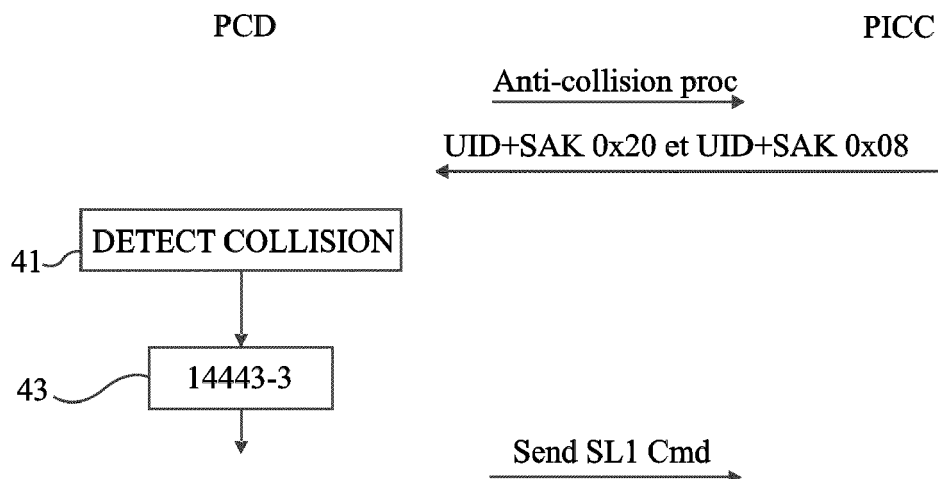 PCD
PICC
Anti-collision proc
UID+SAK 0x20 et UID+SAK 0x08
DETECT COLLISION
41
14443-3
43
Send SL1 Cmd